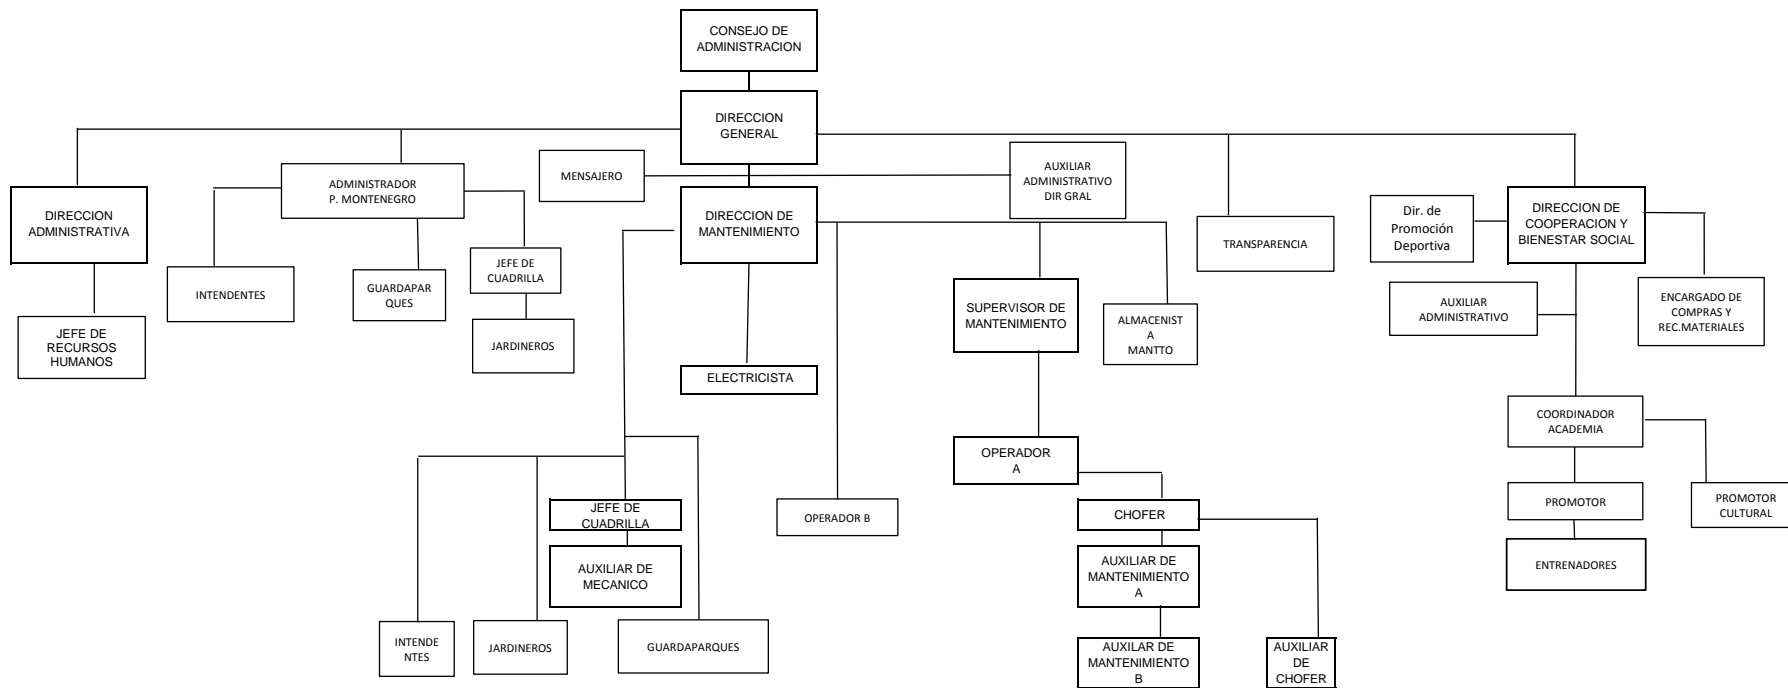 CONSEJO DE
ADMINISTRACION
DIRECCION
GENERAL
MENSAJERO
AUXILIAR
ADMINISTRATIVO
DIR GRAL
ADMINISTRADOR
P. MONTENEGRO
DIRECCION
ADMINISTRATIVA
DIRECCION DE
MANTENIMIENTO
TRANSPARENCIA
Dir. de
Promoción
Deportiva
DIRECCION DE
COOPERACION Y
BIENESTAR SOCIAL
INTENDENTES
GUARDAPAR
QUES
JEFE DE
CUADRILLA
JARDINEROS
JEFE DE
RECURSOS
HUMANOS
ELECTRICISTA
SUPERVISOR DE
MANTENIMIENTO
ALMACENIST
A
MANTTO
AUXILIAR
ADMINISTRATIVO
ENCARGADO DE
COMPRAS Y
REC.MATERIALES
COORDINADOR
ACADEMIA
OPERADOR
A
JEFE DE
CUADRILLA
OPERADOR B
CHOFER
PROMOTOR
PROMOTOR
CULTURAL
AUXILIAR DE
MECANICO
AUXILIAR DE
MANTENIMIENTO
A
ENTRENADORES
INTENDE
NTES
JARDINEROS
GUARDAPARQUES
AUXILAR DE
MANTENIMIENTO
B
AUXILIAR
DE
CHOFER